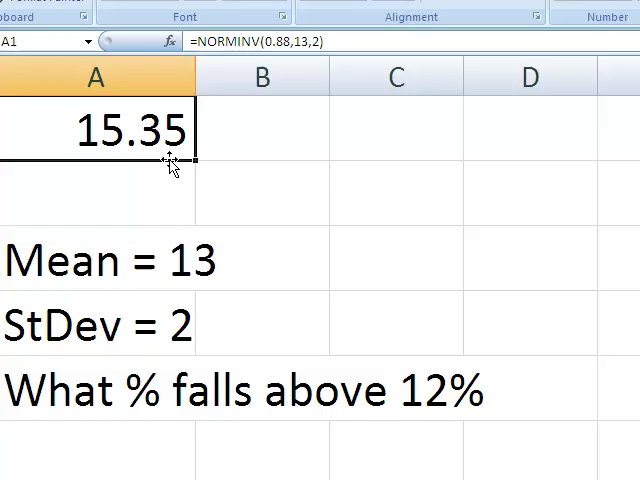 Font
Alignment
Number
A1
fx
=NORMINV(0.88,13,2)
A B C D
15.35
Mean = 13
StDev = 2
What % falls above 12%